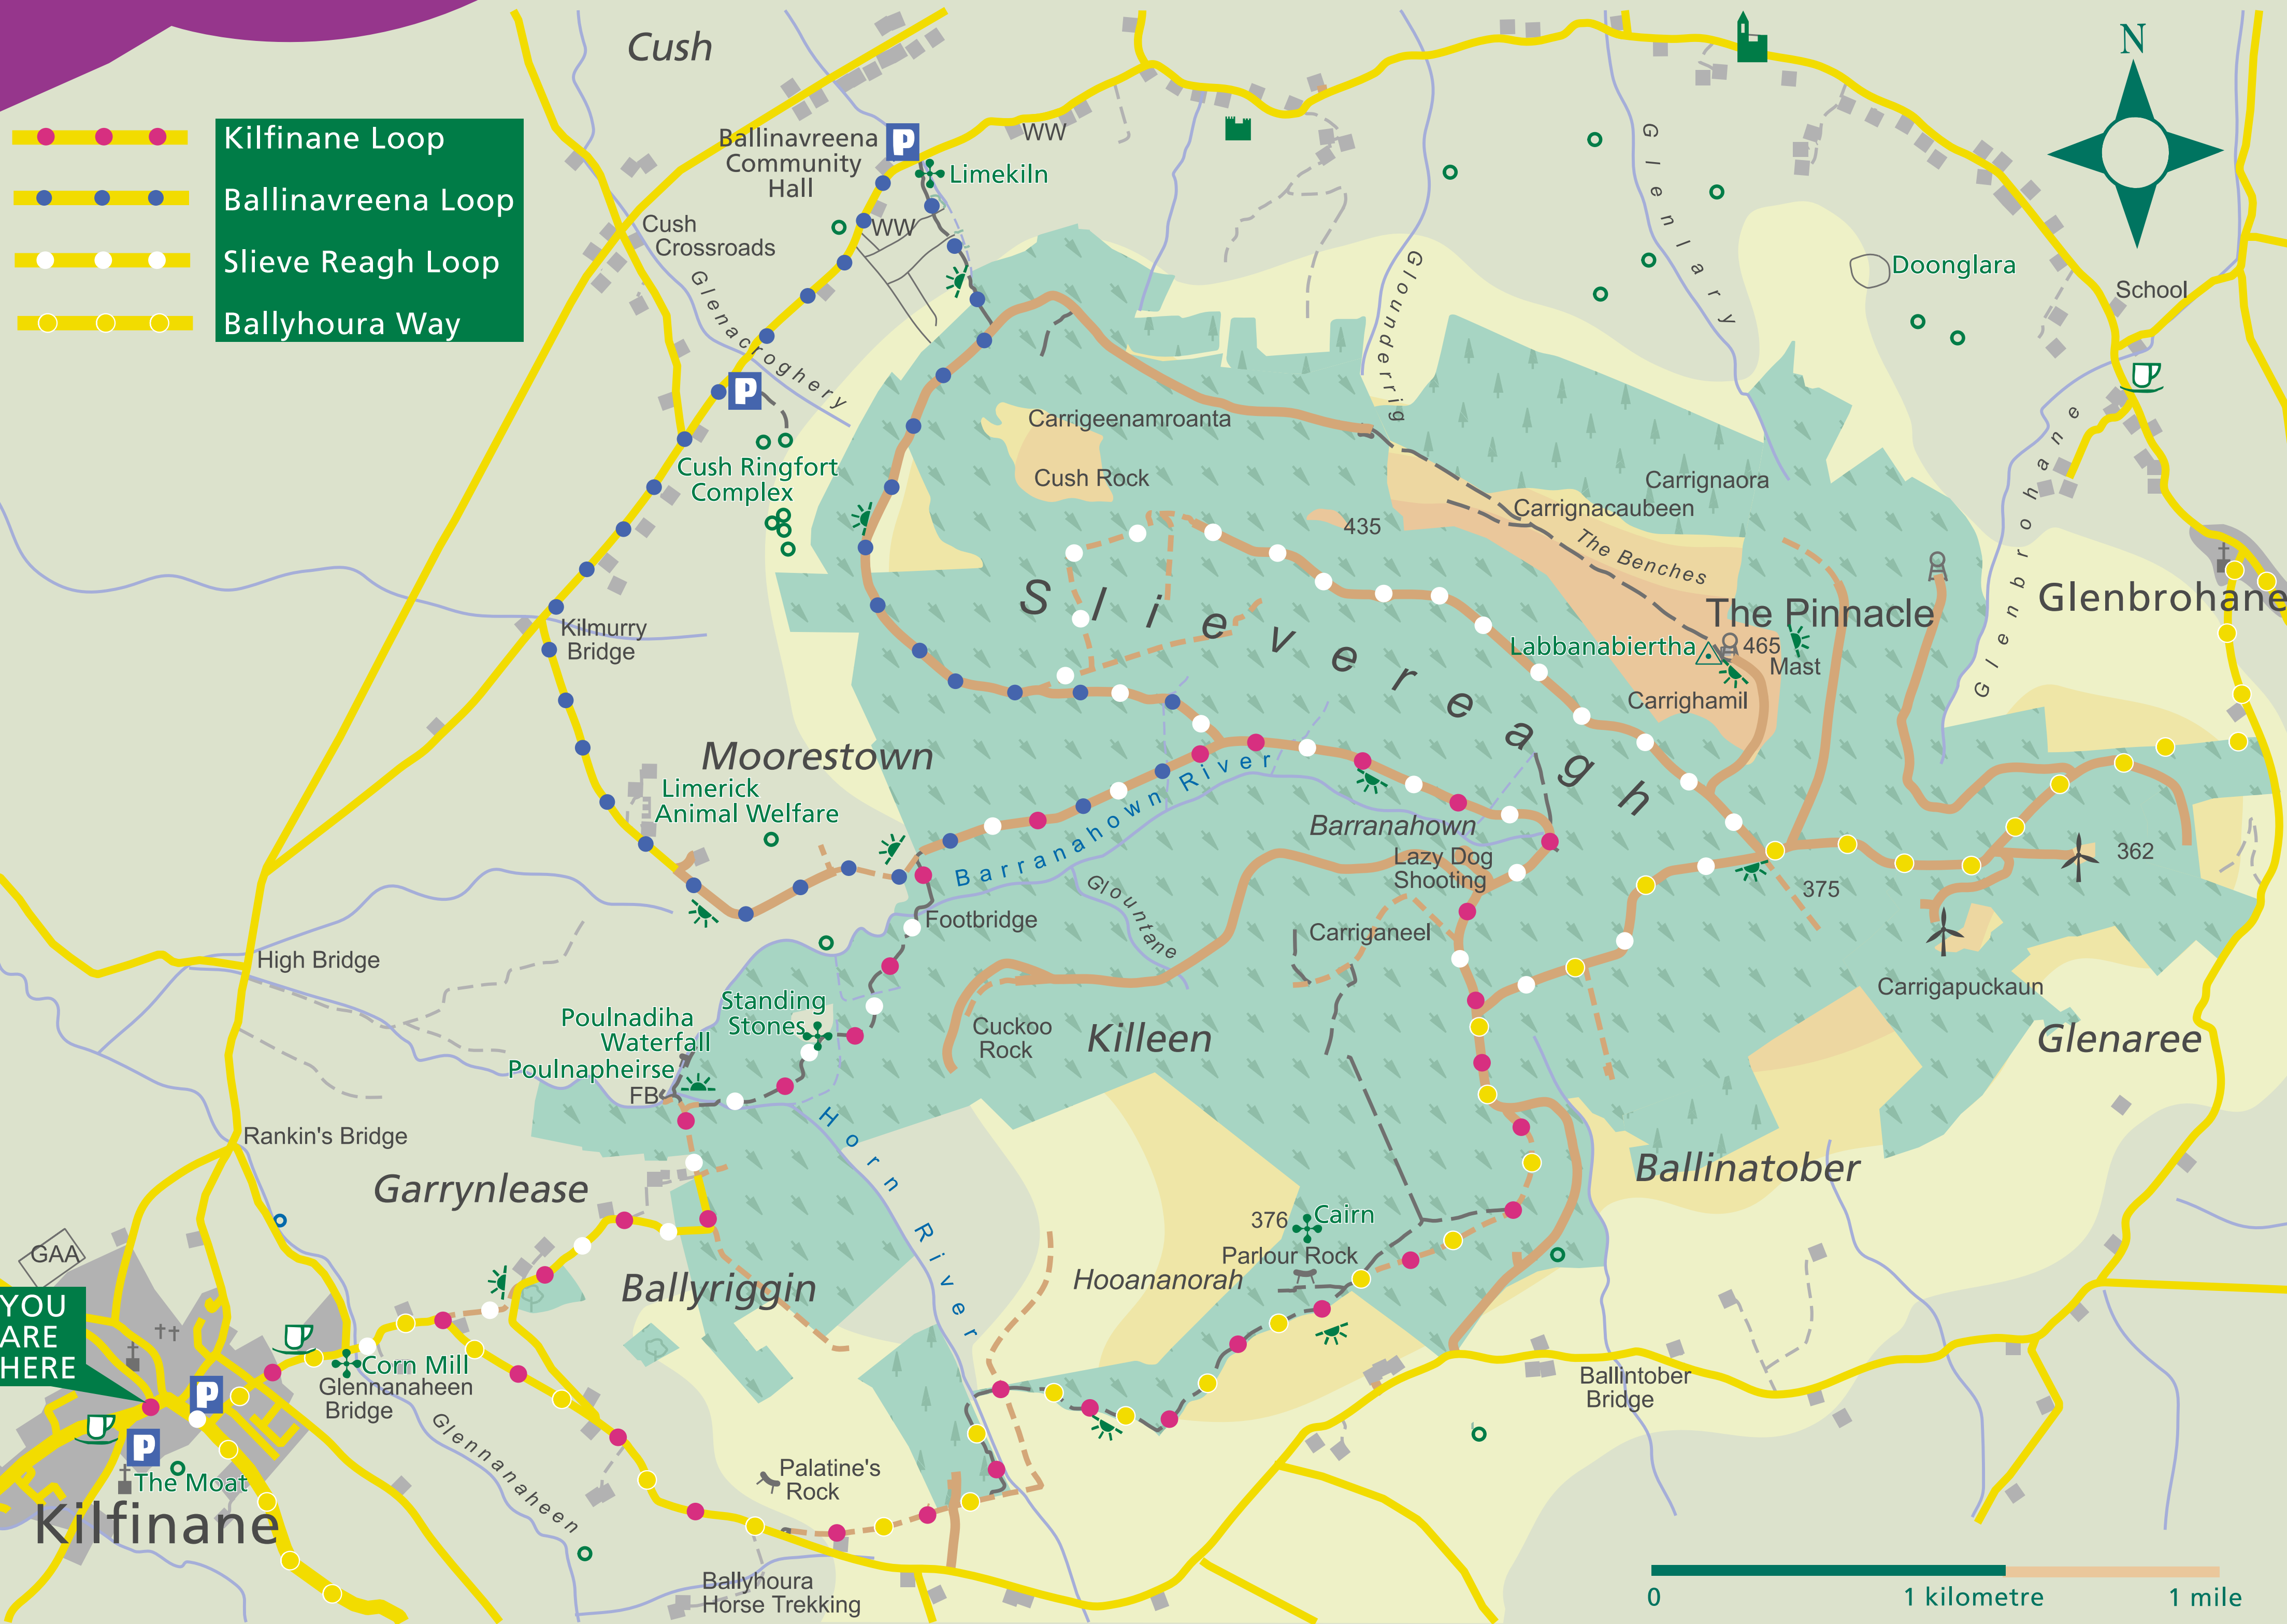 Kilfinane Loop
Ballinavreena Loop
Slieve Reagh Loop
Ballyhoura Way
Cush
N
Ballinavreena
Community
Hall
P
Limekiln
WW
WW
Cush
Crossroads
Glenacroghery
P
Cush Ringfort
Complex
Glounderrig
Glenlary
Doonglara
School
Glenbrohane
Glenbrohane
Carrigeenamroanta
Cush Rock
435
Carrignaora
Carrignacaubeen
The Benches
The Pinnacle
Labbanabiertha
465
Mast
Carrighamil
Slievereagh
Kilmurry
Bridge
Moorestown
Limerick
Animal Welfare
Barranahown River
Barranahown
Lazy Dog
Shooting
362
375
Footbridge
Glountane
Carriganeel
High Bridge
Carrigapuckaun
Standing
Stones
Poulnadiha
Waterfall
Poulnapheirse
FB
Cuckoo
Rock
Killeen
Glenaree
Rankin's Bridge
Horn River
Garrynlease
Ballinatober
376
Cairn
Parlour Rock
Hooananorah
GAA
Ballyriggin
YOU
ARE
HERE
Corn Mill
Glennanaheen
Bridge
P
P
Glennanaheen
The Moat
Kilfinane
Palatine's
Rock
Ballintober
Bridge
Ballyhoura
Horse Trekking
0
1 kilometre
1 mile